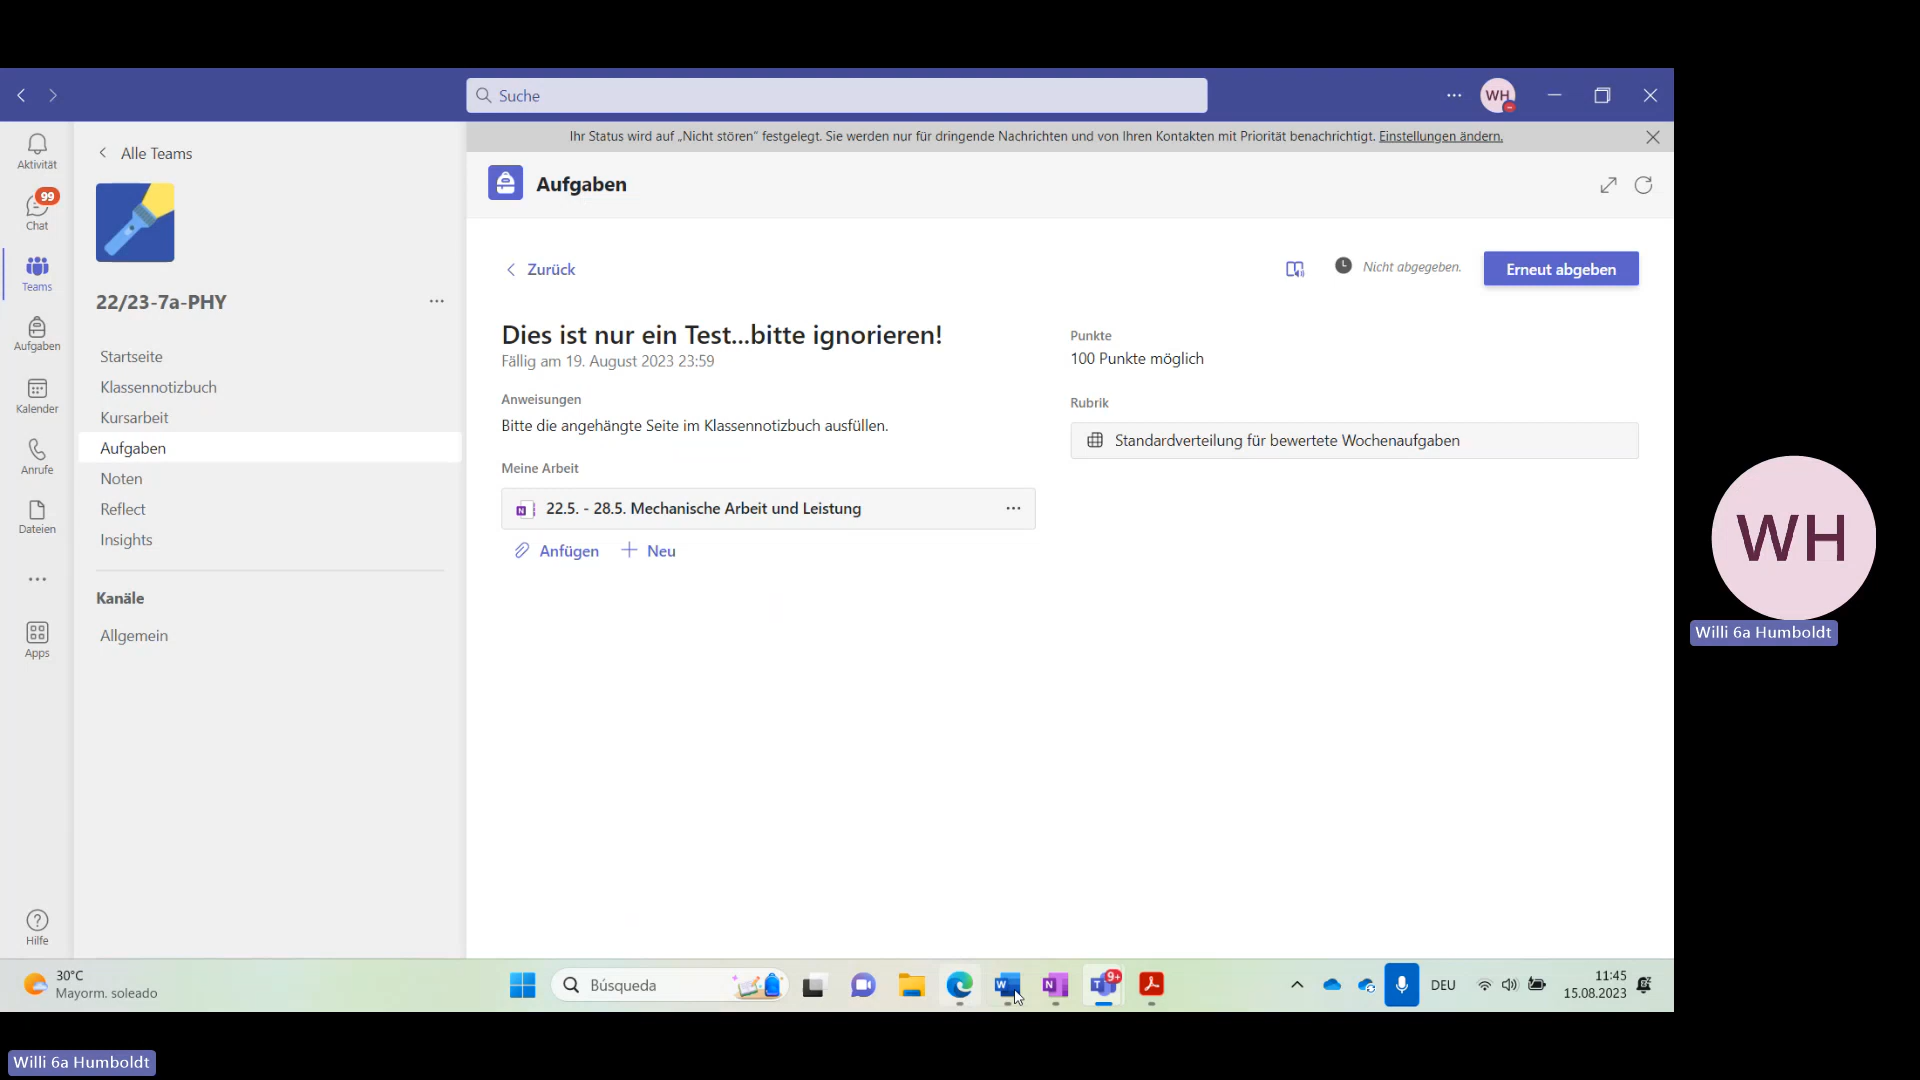 Suche
WH
Ihr Status wird auf „Nicht stören“ festgelegt. Sie werden nur für dringende Nachrichten und von Ihren Kontakten mit Priorität benachrichtigt. Einstellungen ändern.
Aktivität
99
Chat
Teams
Aufgaben
Kalender
Anrufe
Dateien
Apps
Hilfe
Alle Teams
22/23-7a-PHY
Startseite
Klassennotizbuch
Kursarbeit
Aufgaben
Noten
Reflect
Insights
Kanäle
Allgemein
Aufgaben
Zurück
Nicht abgegeben.
Erneut abgeben
Dies ist nur ein Test...bitte ignorieren!
Fällig am 19. August 2023 23:59
Anweisungen
Bitte die angehängte Seite im Klassennotizbuch ausfüllen.
Meine Arbeit
N
22.5. - 28.5. Mechanische Arbeit und Leistung
Anfügen
Neu
Punkte
100 Punkte möglich
Rubrik
Standardverteilung für bewertete Wochenaufgaben
WH
Willi 6a Humboldt
30°C
Mayorm. soleado
Búsqueda
W
N
T
9+
DEU
11:45
15.08.2023
Willi 6a Humboldt